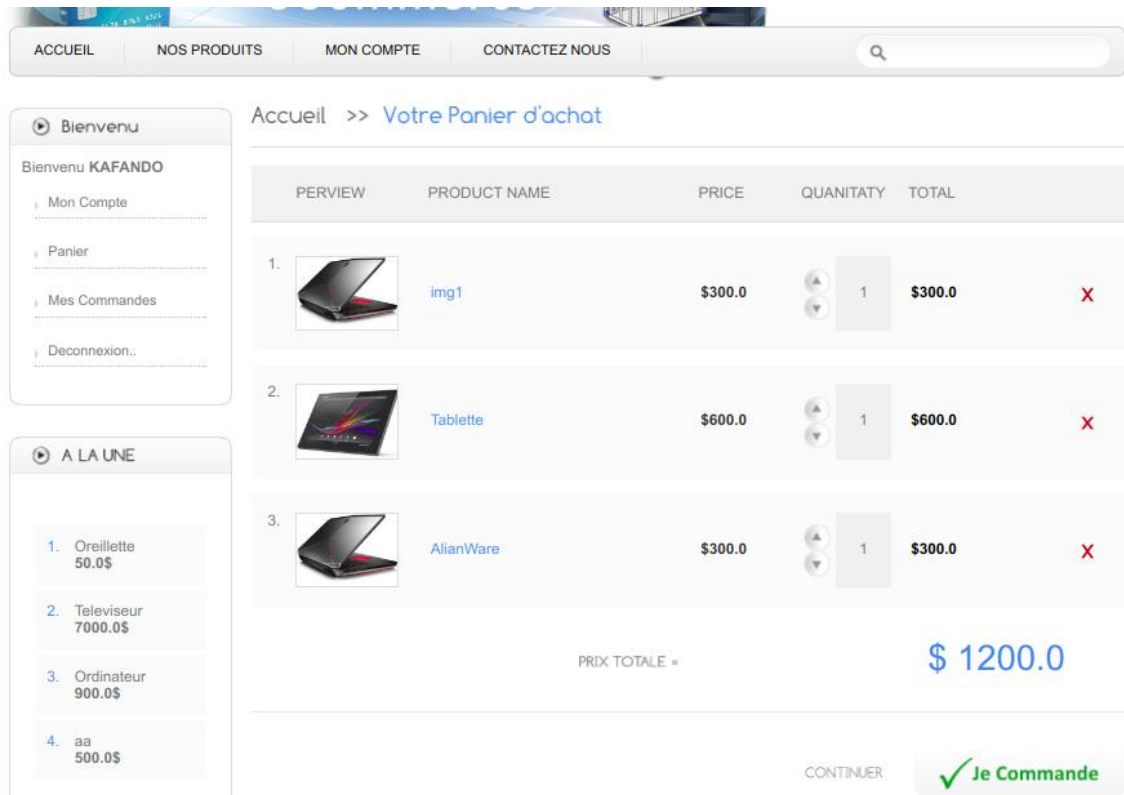 ACCUEIL NOS PRODUITS MON COMPTE CONTACTEZ NOUS
Bienvenu
Bienvenu KAFANDO
Mon Compte
Panier
Mes Commandes
Deconnexion..
A LA UNE
1. Oreillette
50.0$
2. Televiseur
7000.0$
3. Ordinateur
900.0$
4. aa
500.0$
Accueil >> Votre Panier d'achat
PERVIEW PRODUCT NAME PRICE QUANITATY TOTAL
1. img1 $300.0 1 $300.0 X
2. Tablette $600.0 1 $600.0 X
3. AlianWare $300.0 1 $300.0 X
PRIX TOTALE = $ 1200.0
CONTINUER Je Commande